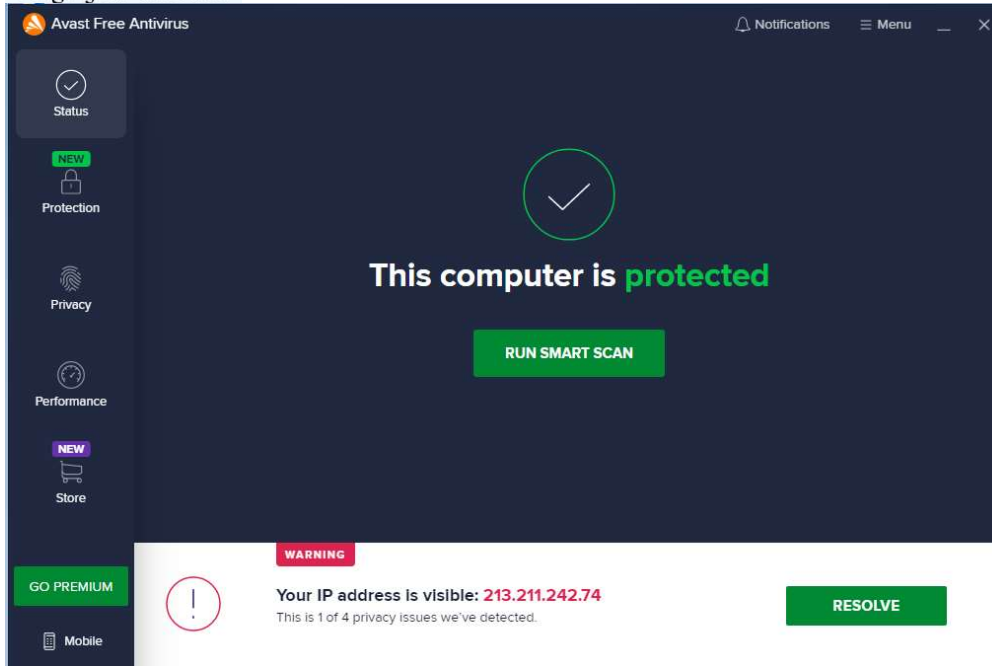 Avast Free Antivirus
Notifications
Menu
Status
NEW
Protection
Privacy
Performance
NEW
Store
GO PREMIUM
Mobile
This computer is protected
RUN SMART SCAN
WARNING
Your IP address is visible: 213.211.242.74
This is 1 of 4 privacy issues we've detected.
RESOLVE